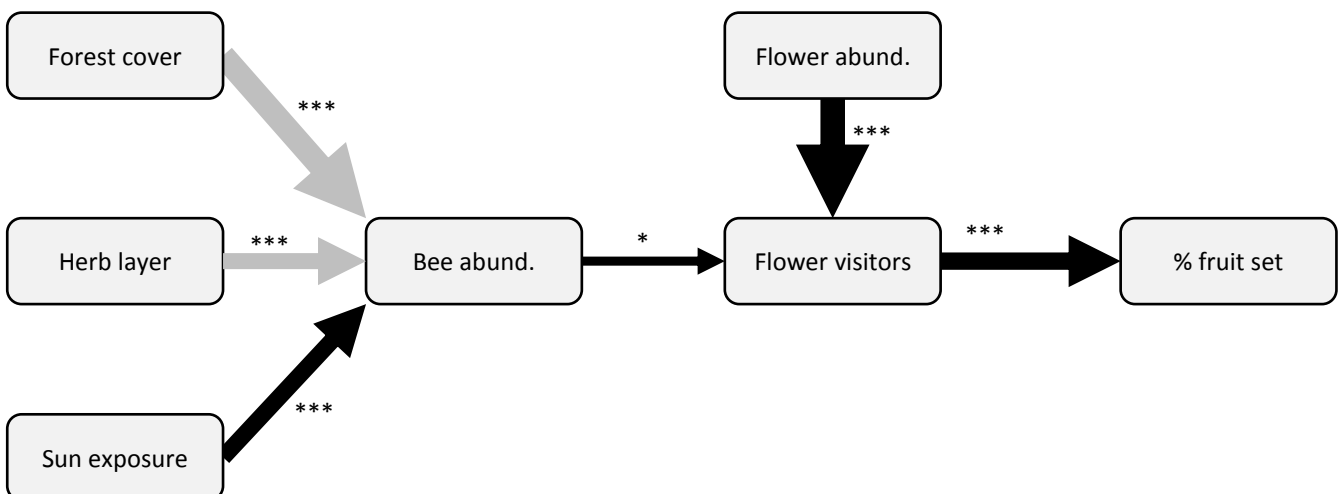 Forest cover
Flower abund.
***
***
Herb layer
***
Bee abund.
*
Flower visitors
***
% fruit set
***
Sun exposure